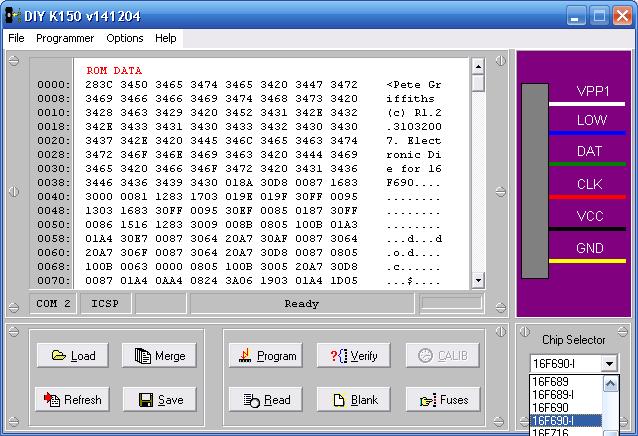 DIY K150 v141204
File Programmer Options Help
ROM DATA
0000: 283C 3450 3465 3474 3465 3420 3447 3472 <Pete Gr
0008: 3469 3466 3466 3469 3474 3468 3473 3420 iffiths
0010: 3428 3463 3429 3420 3452 3431 342E 3432 (c) R1.2
0018: 342E 3433 3431 3430 3433 3432 3430 3430 .3103200
0020: 3437 342E 3420 3445 346C 3465 3463 3474 7. Elect
0028: 3472 346F 346E 3469 3463 3420 3444 3469 ronic Di
0030: 3465 3420 3466 346F 3472 3420 3431 3436 e for 16
0038: 3446 3436 3439 3430 018A 30D8 0087 1683 F690....
0040: 3000 0081 1283 1703 019E 019F 30FF 0095 ........
0048: 1303 1683 30FF 0095 30EF 0085 0187 30FF ........
0050: 0086 1516 1283 3009 008B 0805 100B 01A3 ........
0058: 01A4 30E7 0087 3064 20A7 30AF 0087 3064 ...d...d
0060: 20A7 306F 0087 3064 20A7 30D8 0087 3064 .o.d....
0068: 100B 0063 0000 0805 100B 3005 20A7 30D8 .c......
0070: 0087 01A4 0AA4 0824 3A06 1903 01A4 1D05 ...$....
COM 2 ICSP Ready
VPP1
LOW
DAT
CLK
VCC
GND
Load Merge Program Verify CALIB
Refresh Save Read Blank Fuses
Chip Selector
16F690-I
16F689
16F689-I
16F690
16F690-I
16F716